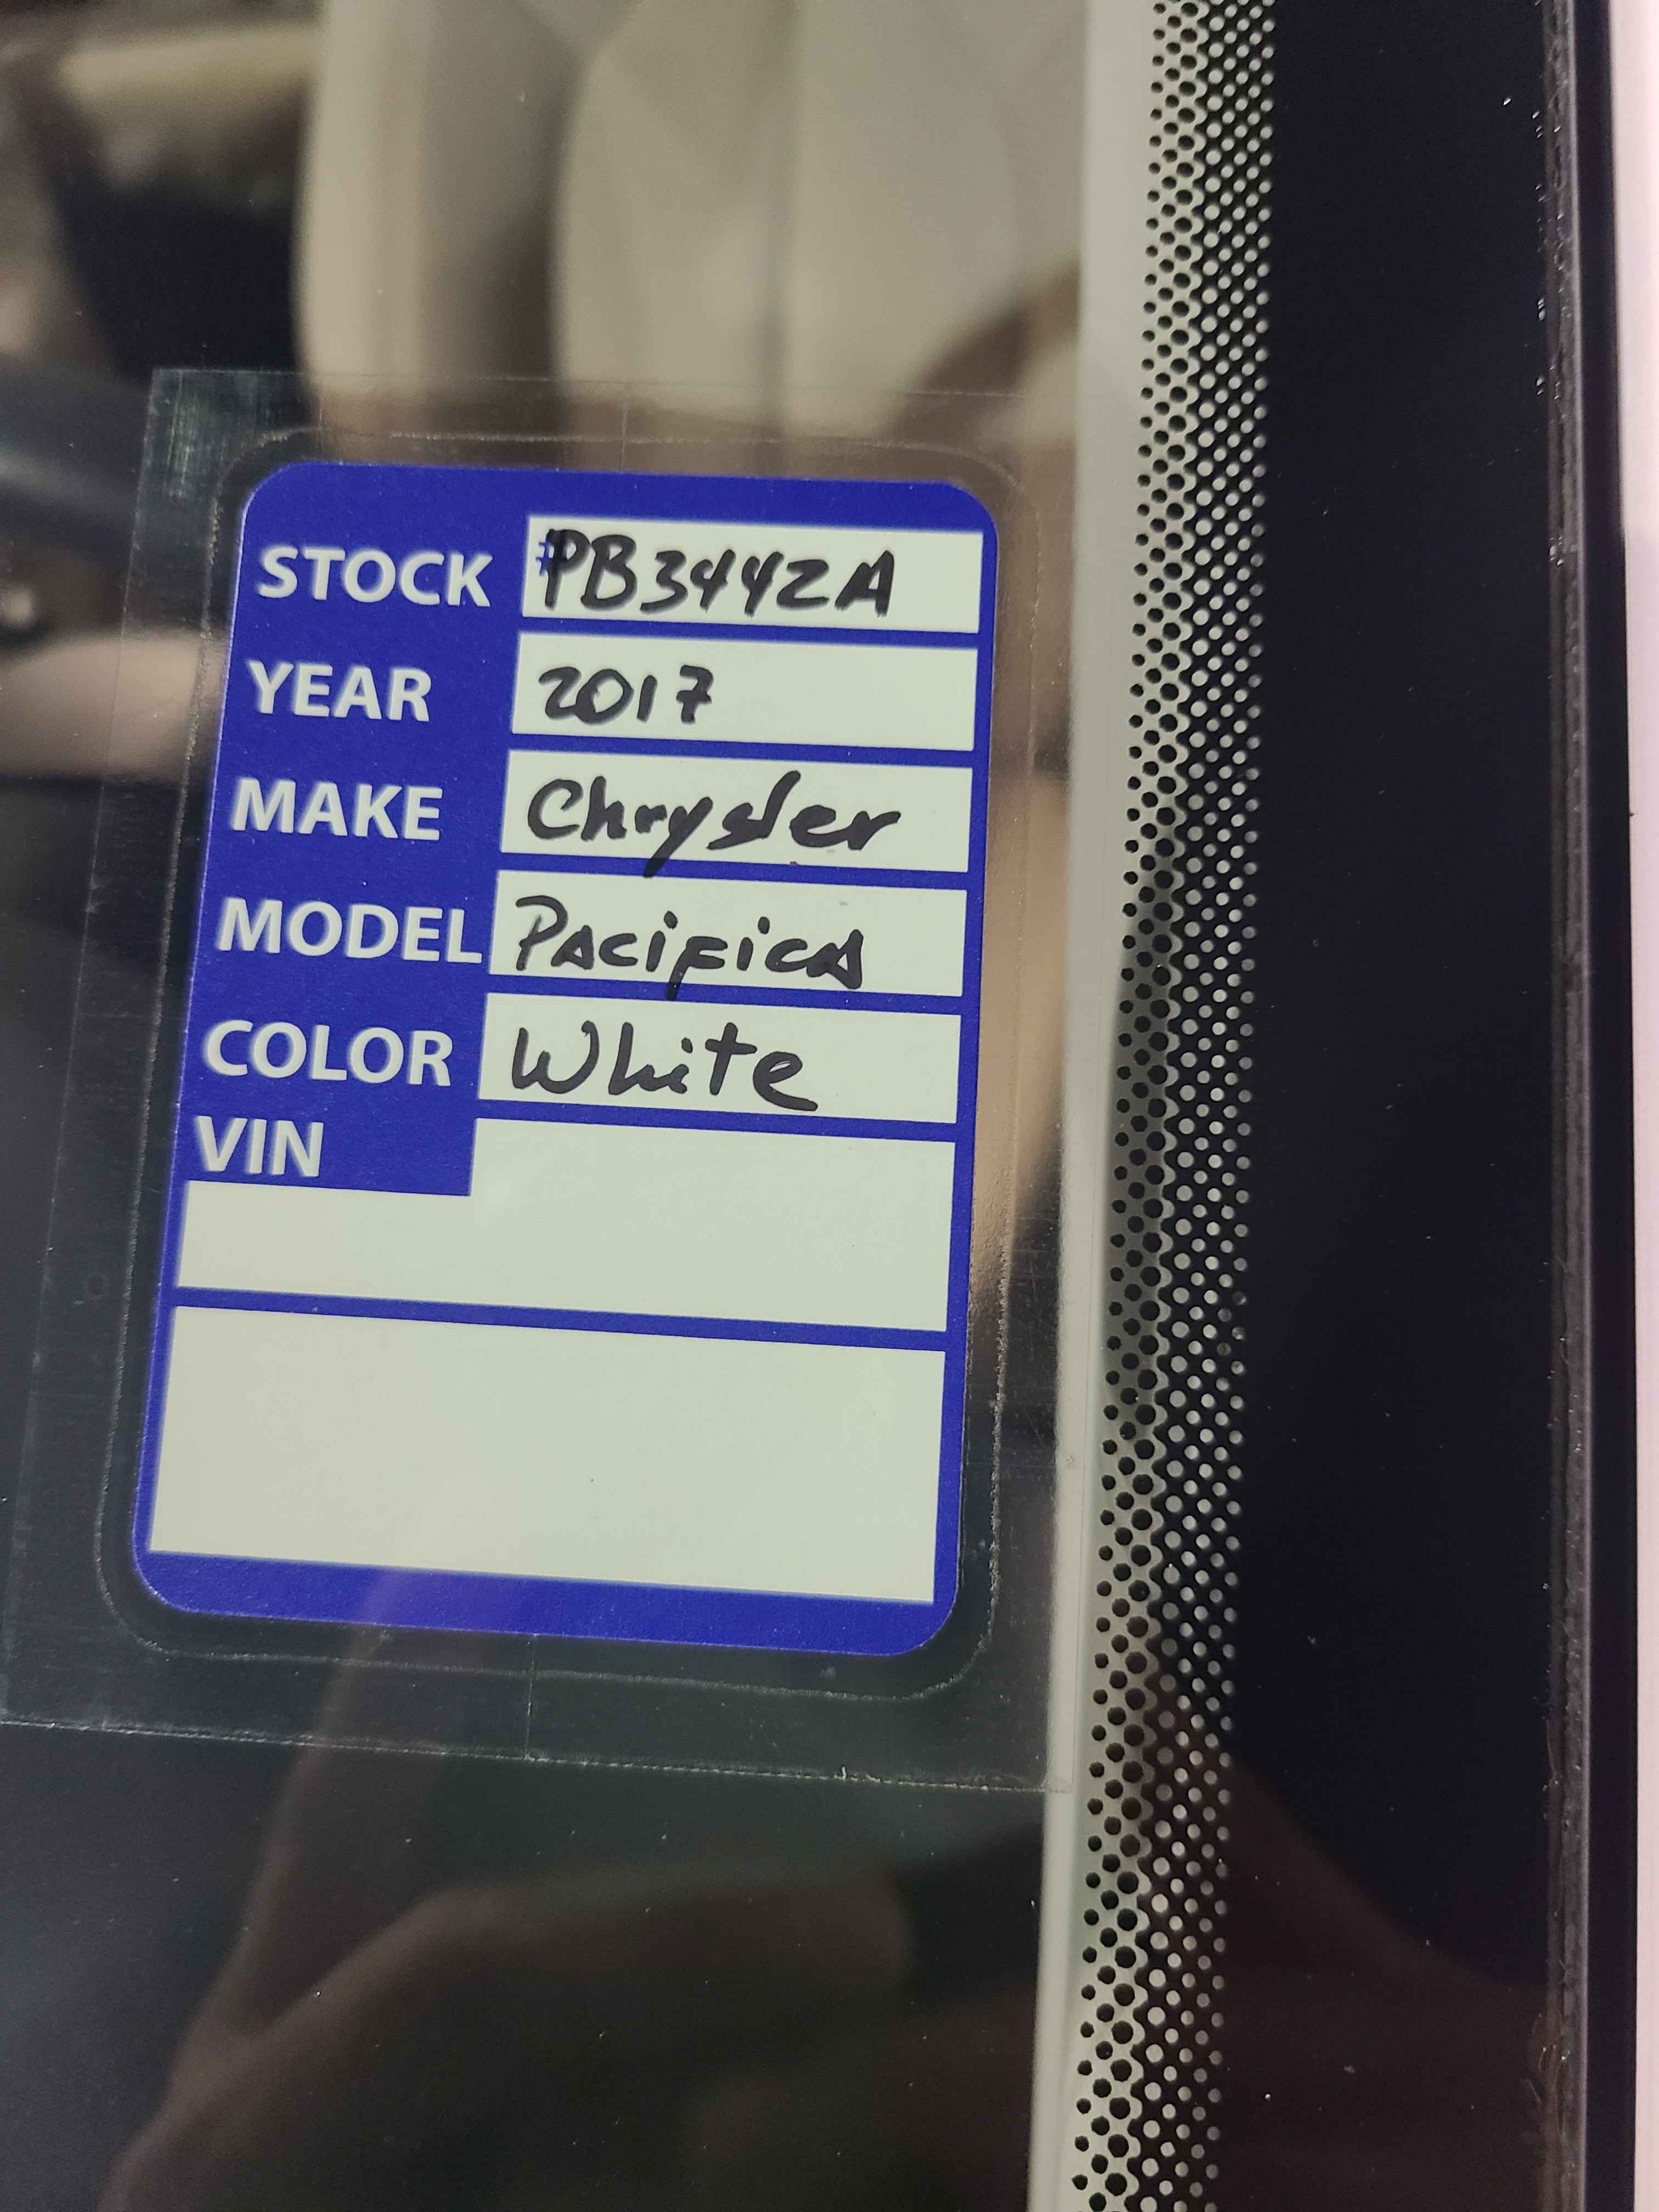 STOCK #PB3442A
YEAR 2017
MAKE Chrysler
MODEL Pacifica
COLOR White
VIN